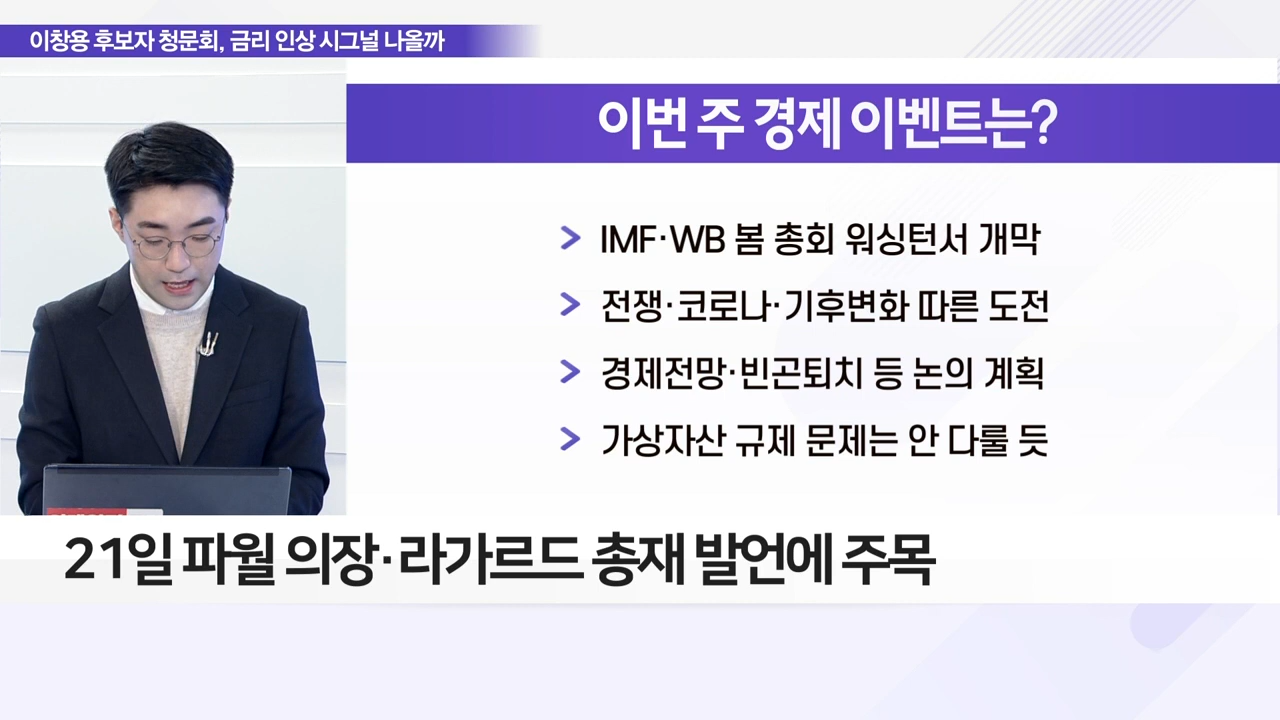 이창용 후보자 청문회, 금리 인상 시그널 나올까
이번 주 경제 이벤트는?
> IMF·WB 봄 총회 워싱턴서 개막
> 전쟁·코로나·기후변화 따른 도전
> 경제전망·빈곤퇴치 등 논의 계획
> 가상자산 규제 문제는 안 다룰 듯
21일 파월 의장·라가르드 총재 발언에 주목